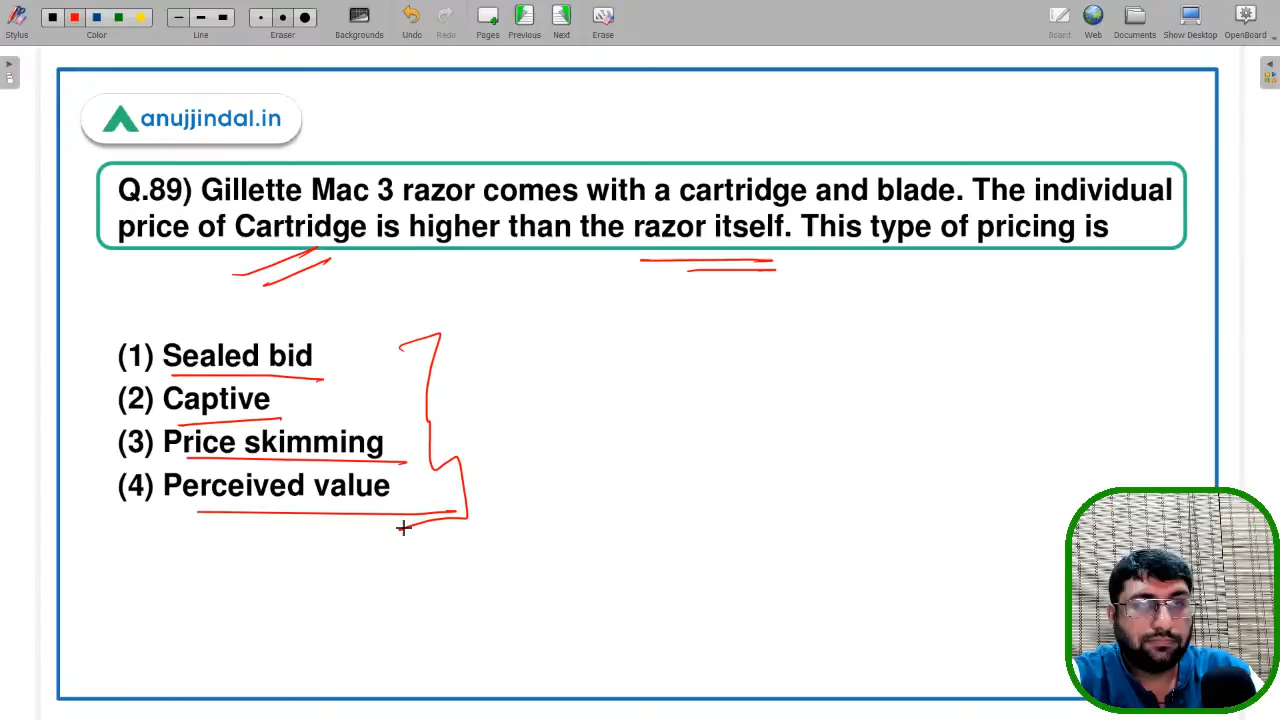 Stylus
Color
Line
Eraser
Backgrounds
Undo
Redo
Pages
Previous
Next
Erase
Board
Web
Documents
Show Desktop
OpenBoard
anujjindal.in
Q.89) Gillette Mac 3 razor comes with a cartridge and blade. The individual
price of Cartridge is higher than the razor itself. This type of pricing is
(1) Sealed bid
(2) Captive
(3) Price skimming
(4) Perceived value